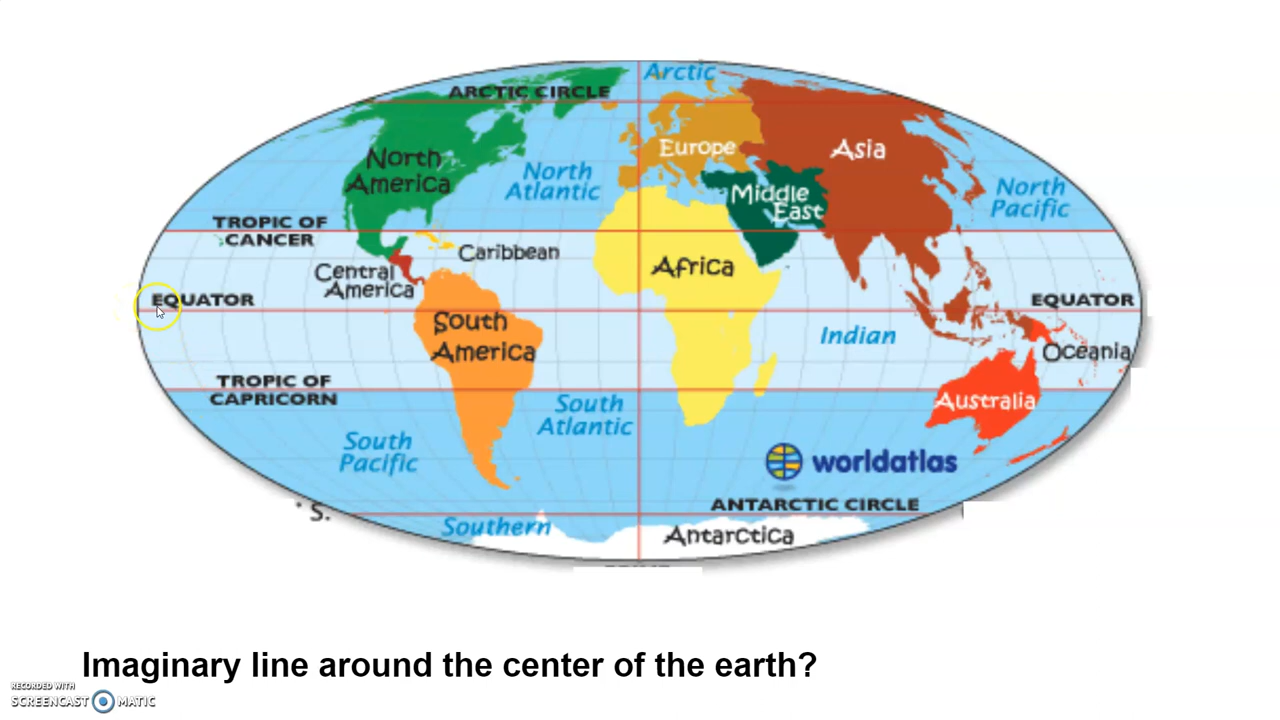 Arctic
ARCTIC CIRCLE
North
America
North
Atlantic
Europe
Asia
Middle
East
North
Pacific
TROPIC OF
CANCER
Caribbean
Central
America
Africa
EQUATOR
EQUATOR
South
America
Indian
Oceania
TROPIC OF
CAPRICORN
South
Atlantic
Australia
South
Pacific
worldatlas
ANTARCTIC CIRCLE
S.
Southern
Antarctica
Imaginary line around the center of the earth?
RECORDED WITH
SCREENCAST MATIC